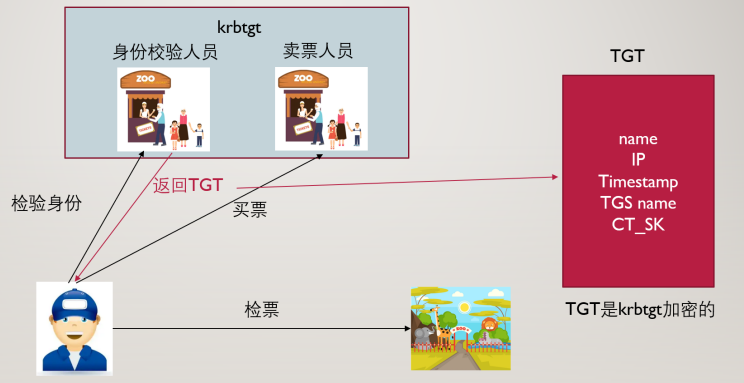 krbtgt
身份校验人员
卖票人员
ZOO
TICKETS
ZOO
TICKETS
TGT
name
IP
Timestamp
TGS name
CT_SK
返回TGT
检验身份
买票
检票
ZOO
TGT是krbtgt加密的